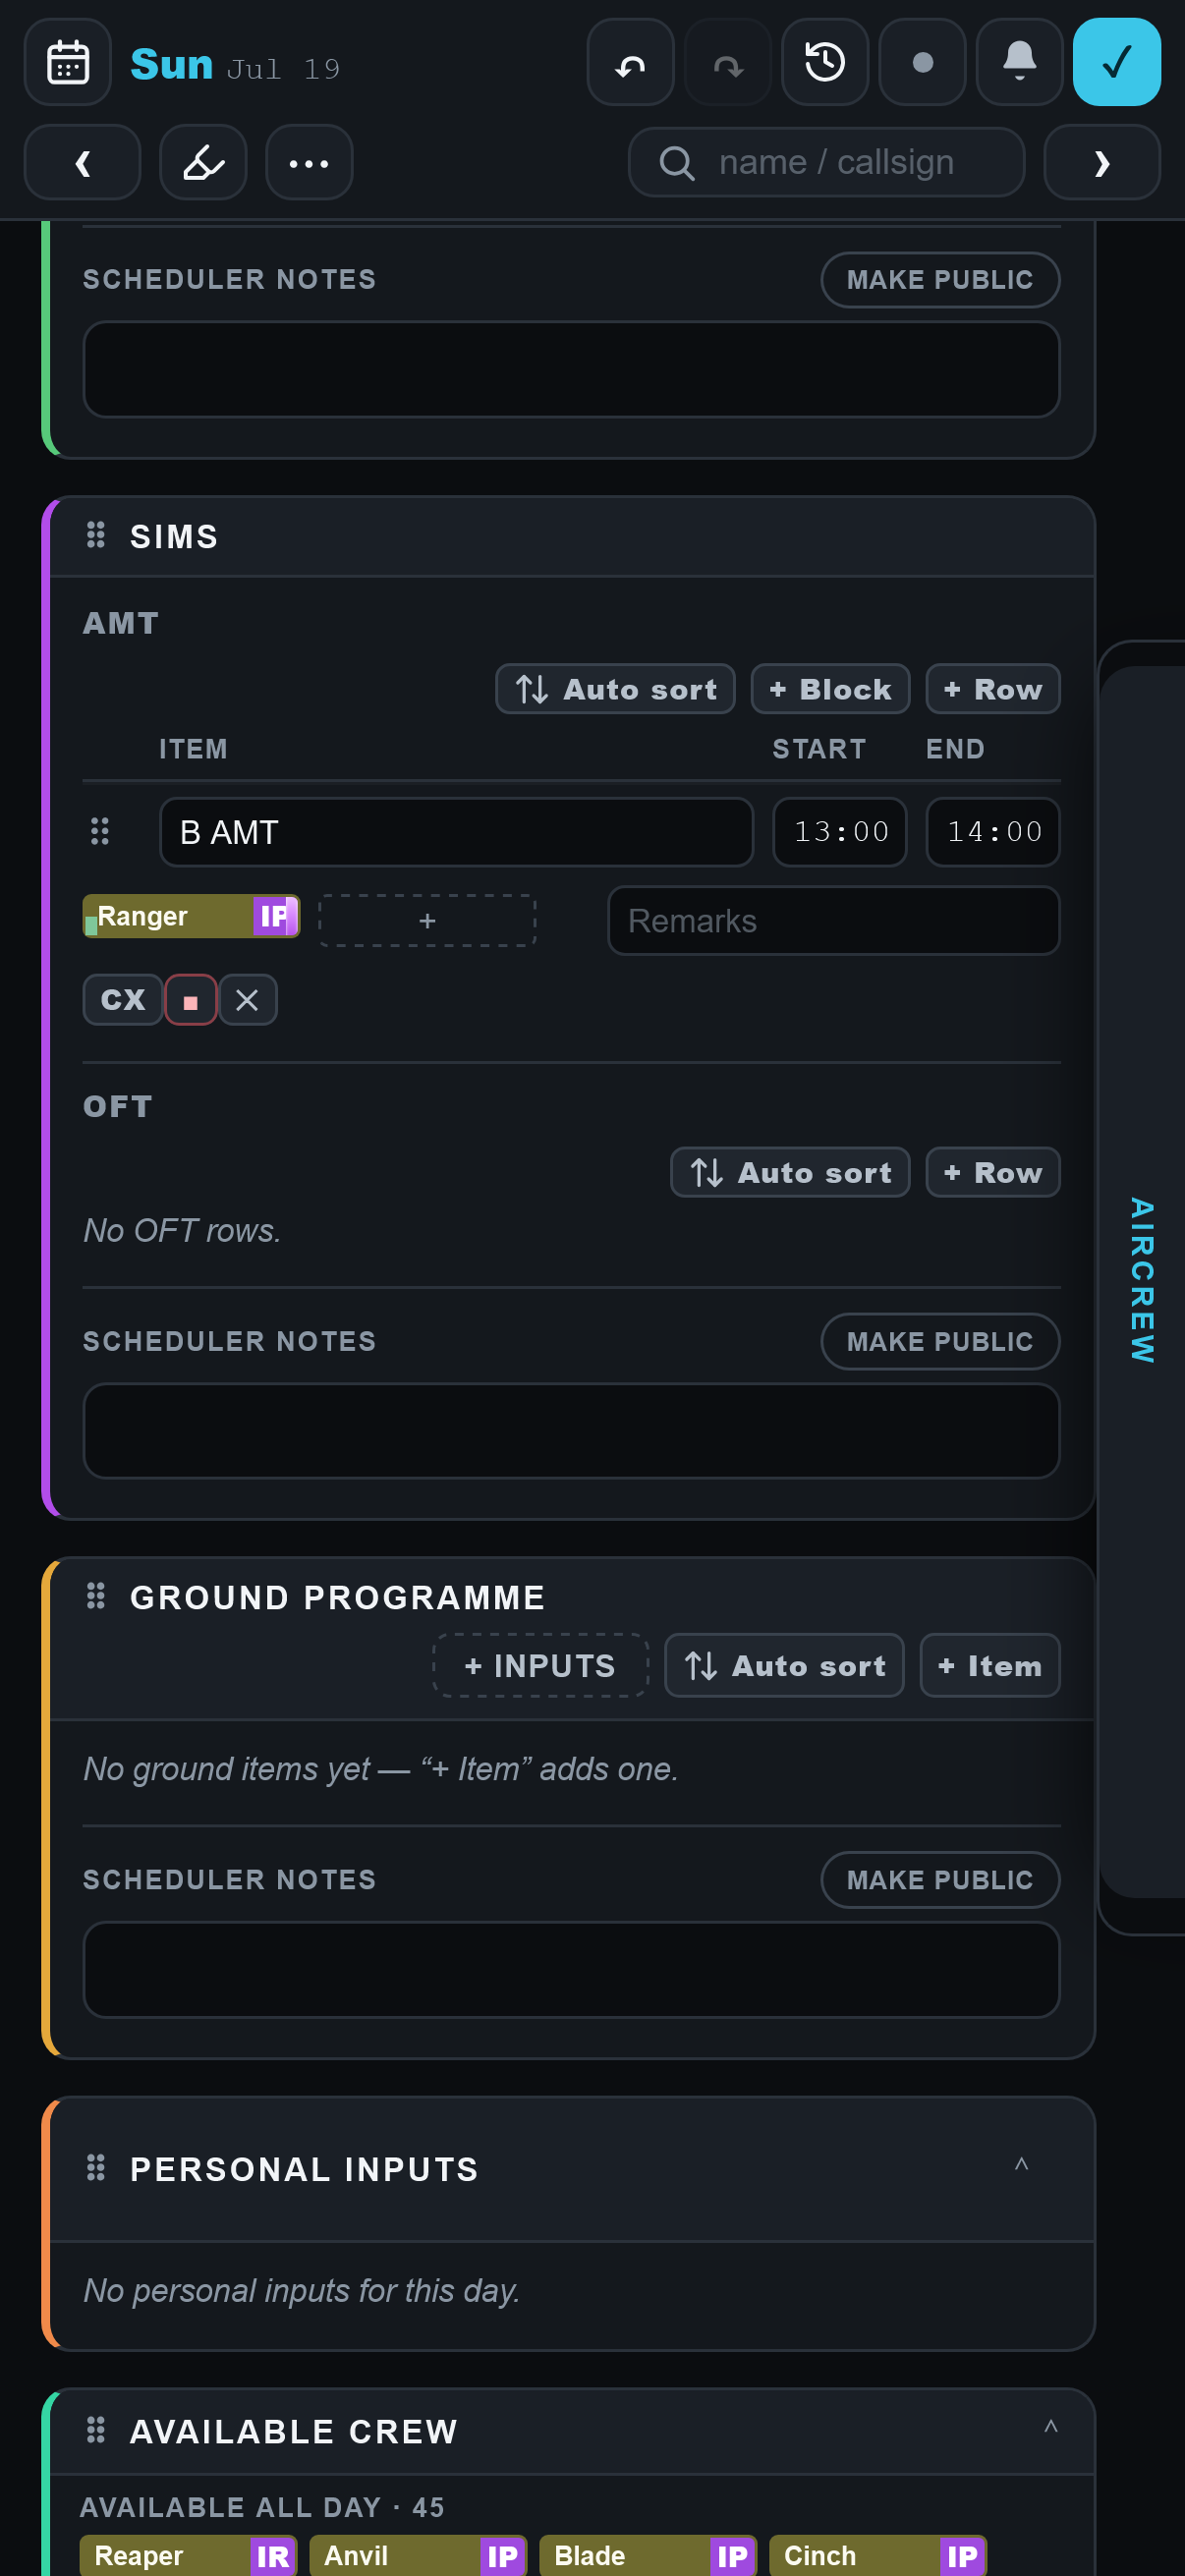 Sun Jul 19
name / callsign
SCHEDULER NOTES MAKE PUBLIC
SIMS
AMT
Auto sort + Block + Row
ITEM START END
B AMT 13:00 14:00
Ranger IP + Remarks
CX
OFT
Auto sort + Row
No OFT rows.
SCHEDULER NOTES MAKE PUBLIC
AIRCREW
GROUND PROGRAMME
+ INPUTS Auto sort + Item
No ground items yet — “+ Item” adds one.
SCHEDULER NOTES MAKE PUBLIC
PERSONAL INPUTS
No personal inputs for this day.
AVAILABLE CREW
AVAILABLE ALL DAY · 45
Reaper IR Anvil IP Blade IP Cinch IP